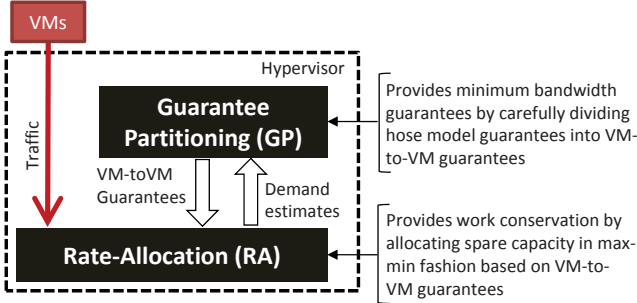 VMs
Hypervisor
Guarantee
Partitioning (GP)
Traffic
VM-toVM
Guarantees
Demand
estimates
Rate-Allocation (RA)
Provides minimum bandwidth
guarantees by carefully dividing
hose model guarantees into VM-
to-VM guarantees
Provides work conservation by
allocating spare capacity in max-
min fashion based on VM-to-
VM guarantees